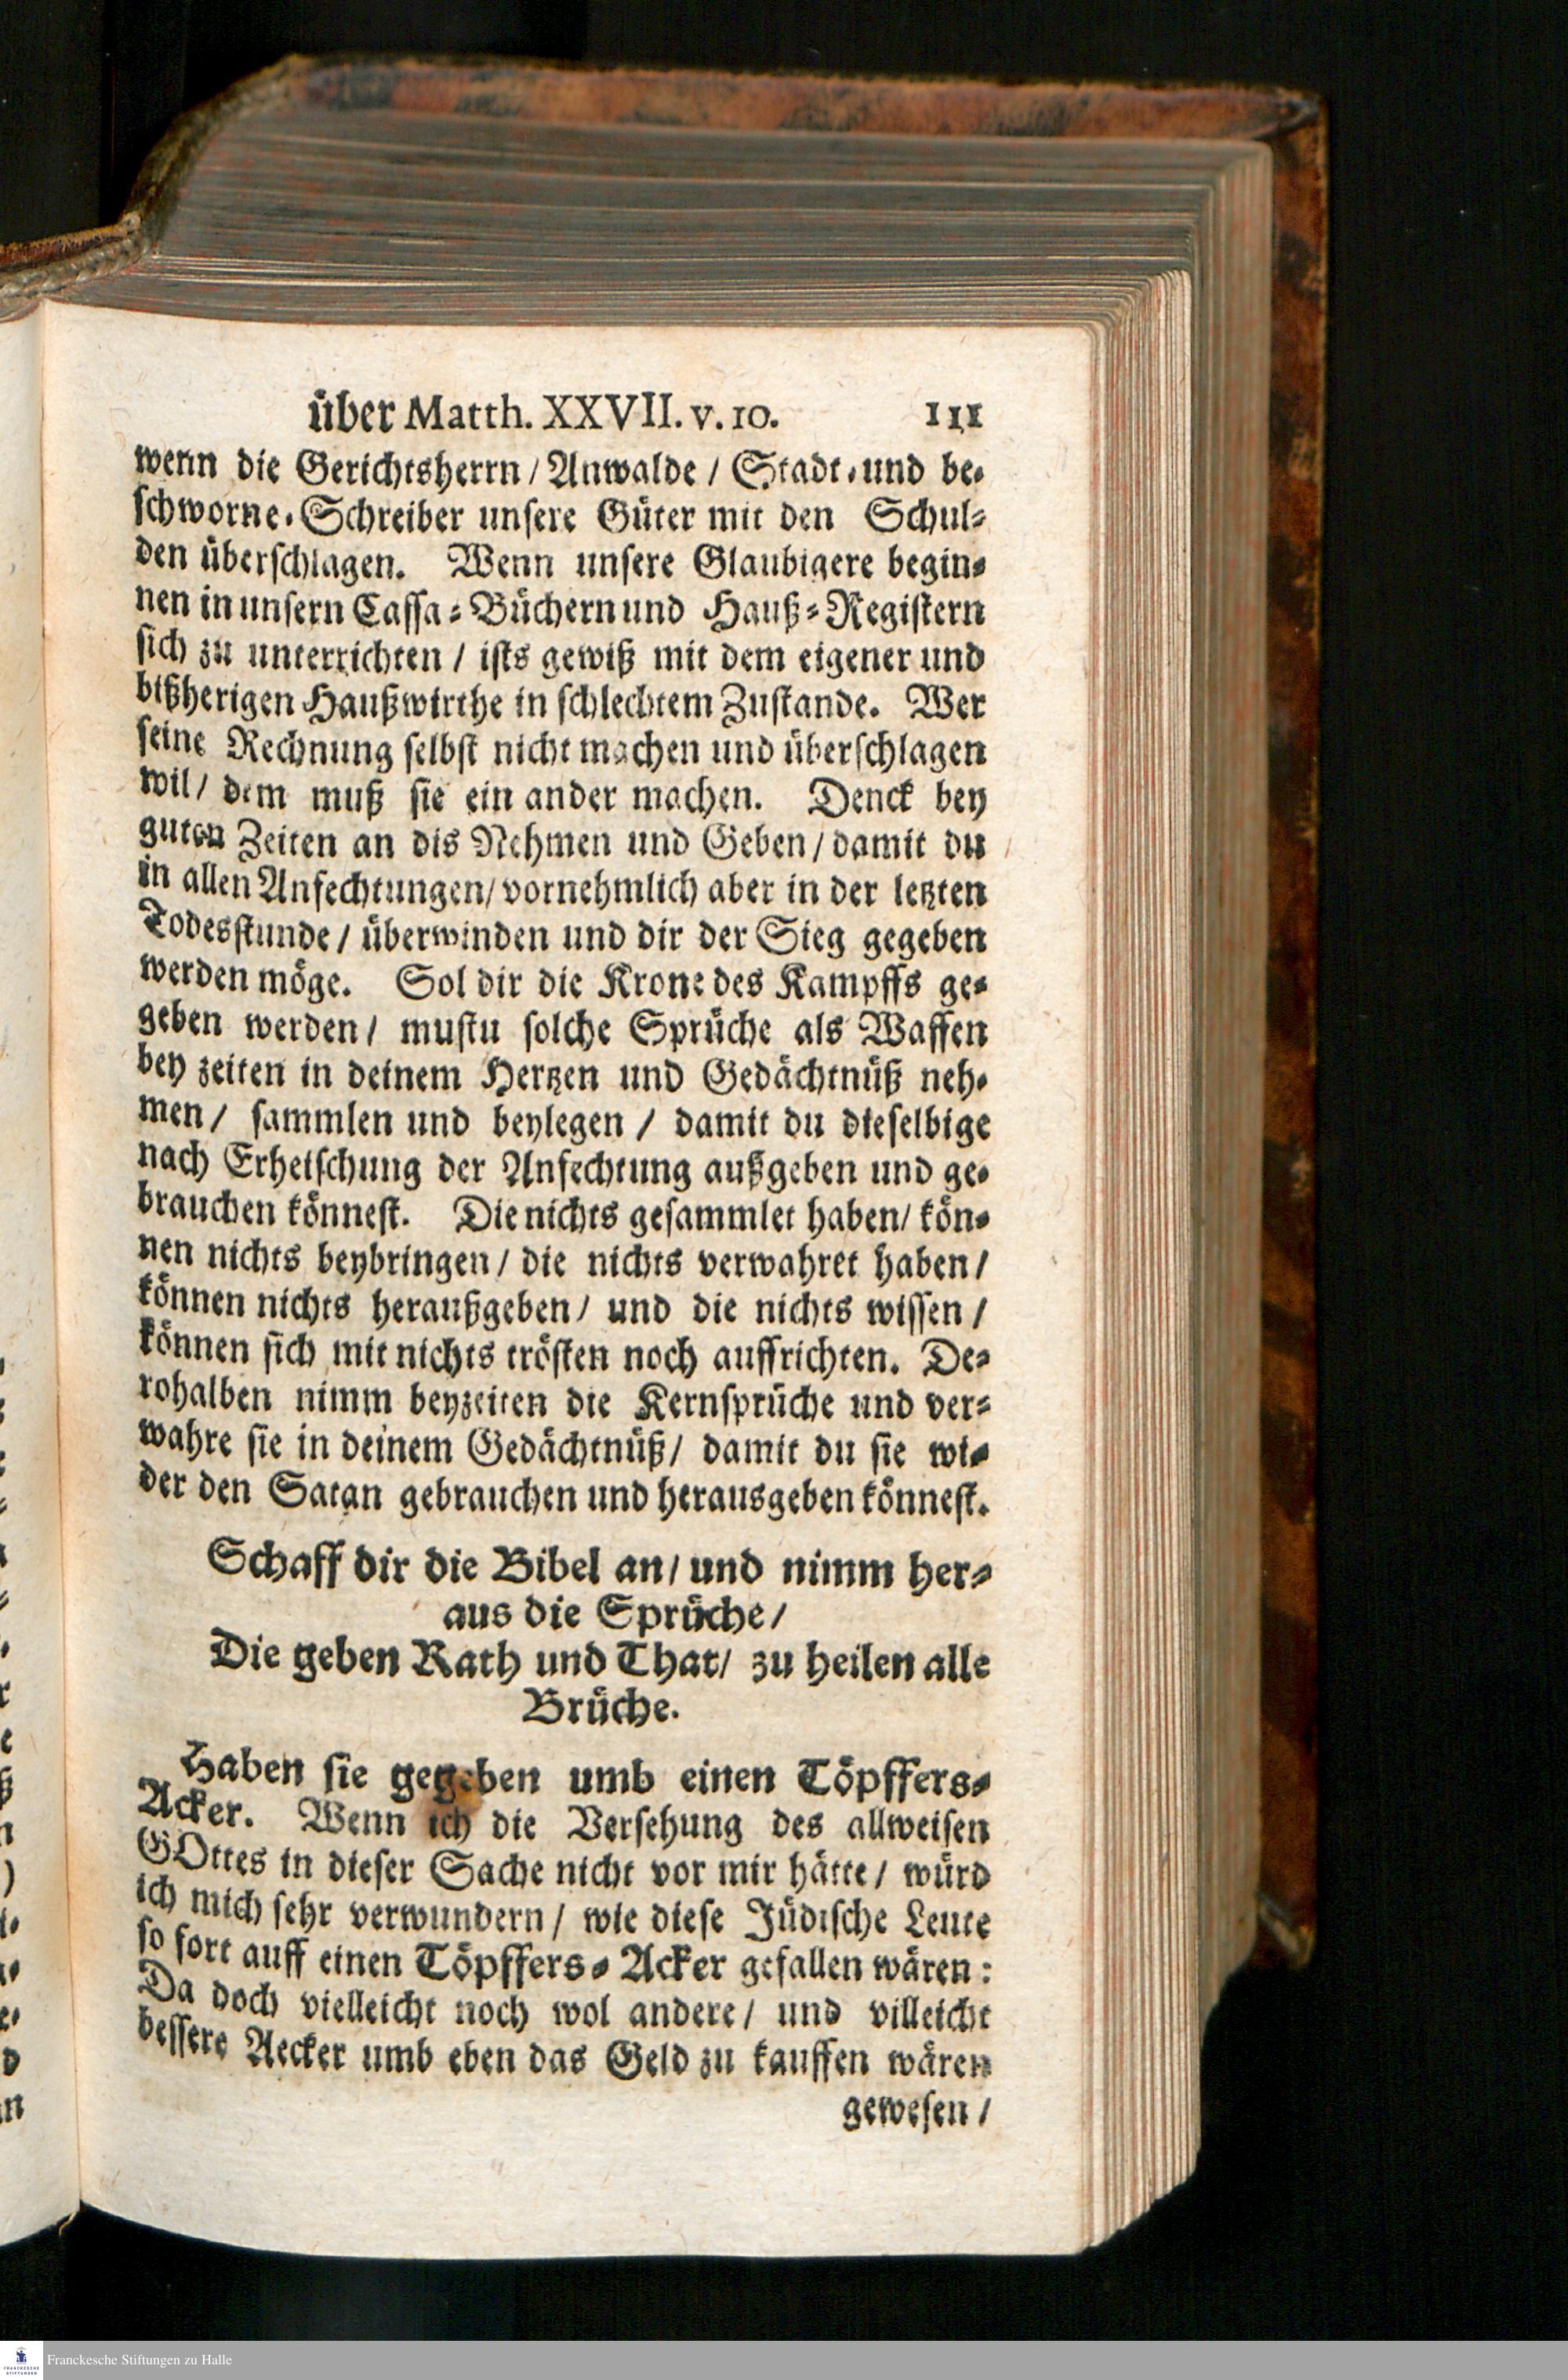 über Matth. XXVII. v. 10. 111
wenn die Gerichtsherrn/ Anwalde/ Stadt- und be-
schworne-Schreiber unsere Güter mit den Schul-
den überschlagen. Wenn unsere Glaubigere begin-
nen in unsern Cassa-Büchern und Hauß-Registern
sich zu unterrichten/ ists gewiß mit dem eigener und
bißherigen Haußwirthe in schlechtem Zustande. Wer
seine Rechnung selbst nicht machen und überschlagen
wil/ dem muß sie ein ander machen. Denck bey
guten Zeiten an dis Nehmen und Geben/ damit du
in allen Anfechtungen/ vornehmlich aber in der letzten
Todesstunde/ überwinden und dir der Sieg gegeben
werden möge. Sol dir die Krone des Kampffs ge-
geben werden/ mustu solche Sprüche als Waffen
bey zeiten in deinem Hertzen und Gedächtnüß neh-
men/ sammlen und beylegen/ damit du dieselbige
nach Erheischung der Anfechtung außgeben und ge-
brauchen könnest. Die nichts gesammlet haben/ kön-
nen nichts beybringen/ die nichts verwahret haben/
können nichts heraußgeben/ und die nichts wissen/
können sich mit nichts trösten noch auffrichten. De-
rohalben nimm beyzeiten die Kernsprüche und ver-
wahre sie in deinem Gedächtnüß/ damit du sie wi-
der den Satan gebrauchen und herausgeben könnest.
Schaff dir die Bibel an/ und nimm her-
aus die Sprüche/
Die geben Rath und That/ zu heilen alle
Brüche.
Haben sie gegeben umb einen Töpffers-
Acker. Wenn ich die Versehung des allweisen
GOttes in dieser Sache nicht vor mir hätte/ würd
ich mich sehr verwundern/ wie diese Jüdische Leute
so fort auff einen Töpffers-Acker gefallen wären:
Da doch vielleicht noch wol andere/ und villeicht
bessere Aecker umb eben das Geld zu kauffen wären
gewesen/
FRANCKESCHE
STIFTUNGEN
Franckesche Stiftungen zu Halle